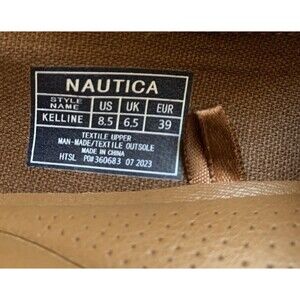 NAUTICA
STYLE NAME US UK EUR
KELLINE 8.5 6.5 39
TEXTILE UPPER
MAN-MADE/TEXTILE OUTSOLE
MADE IN CHINA
HTSL PO#360683 07 2023